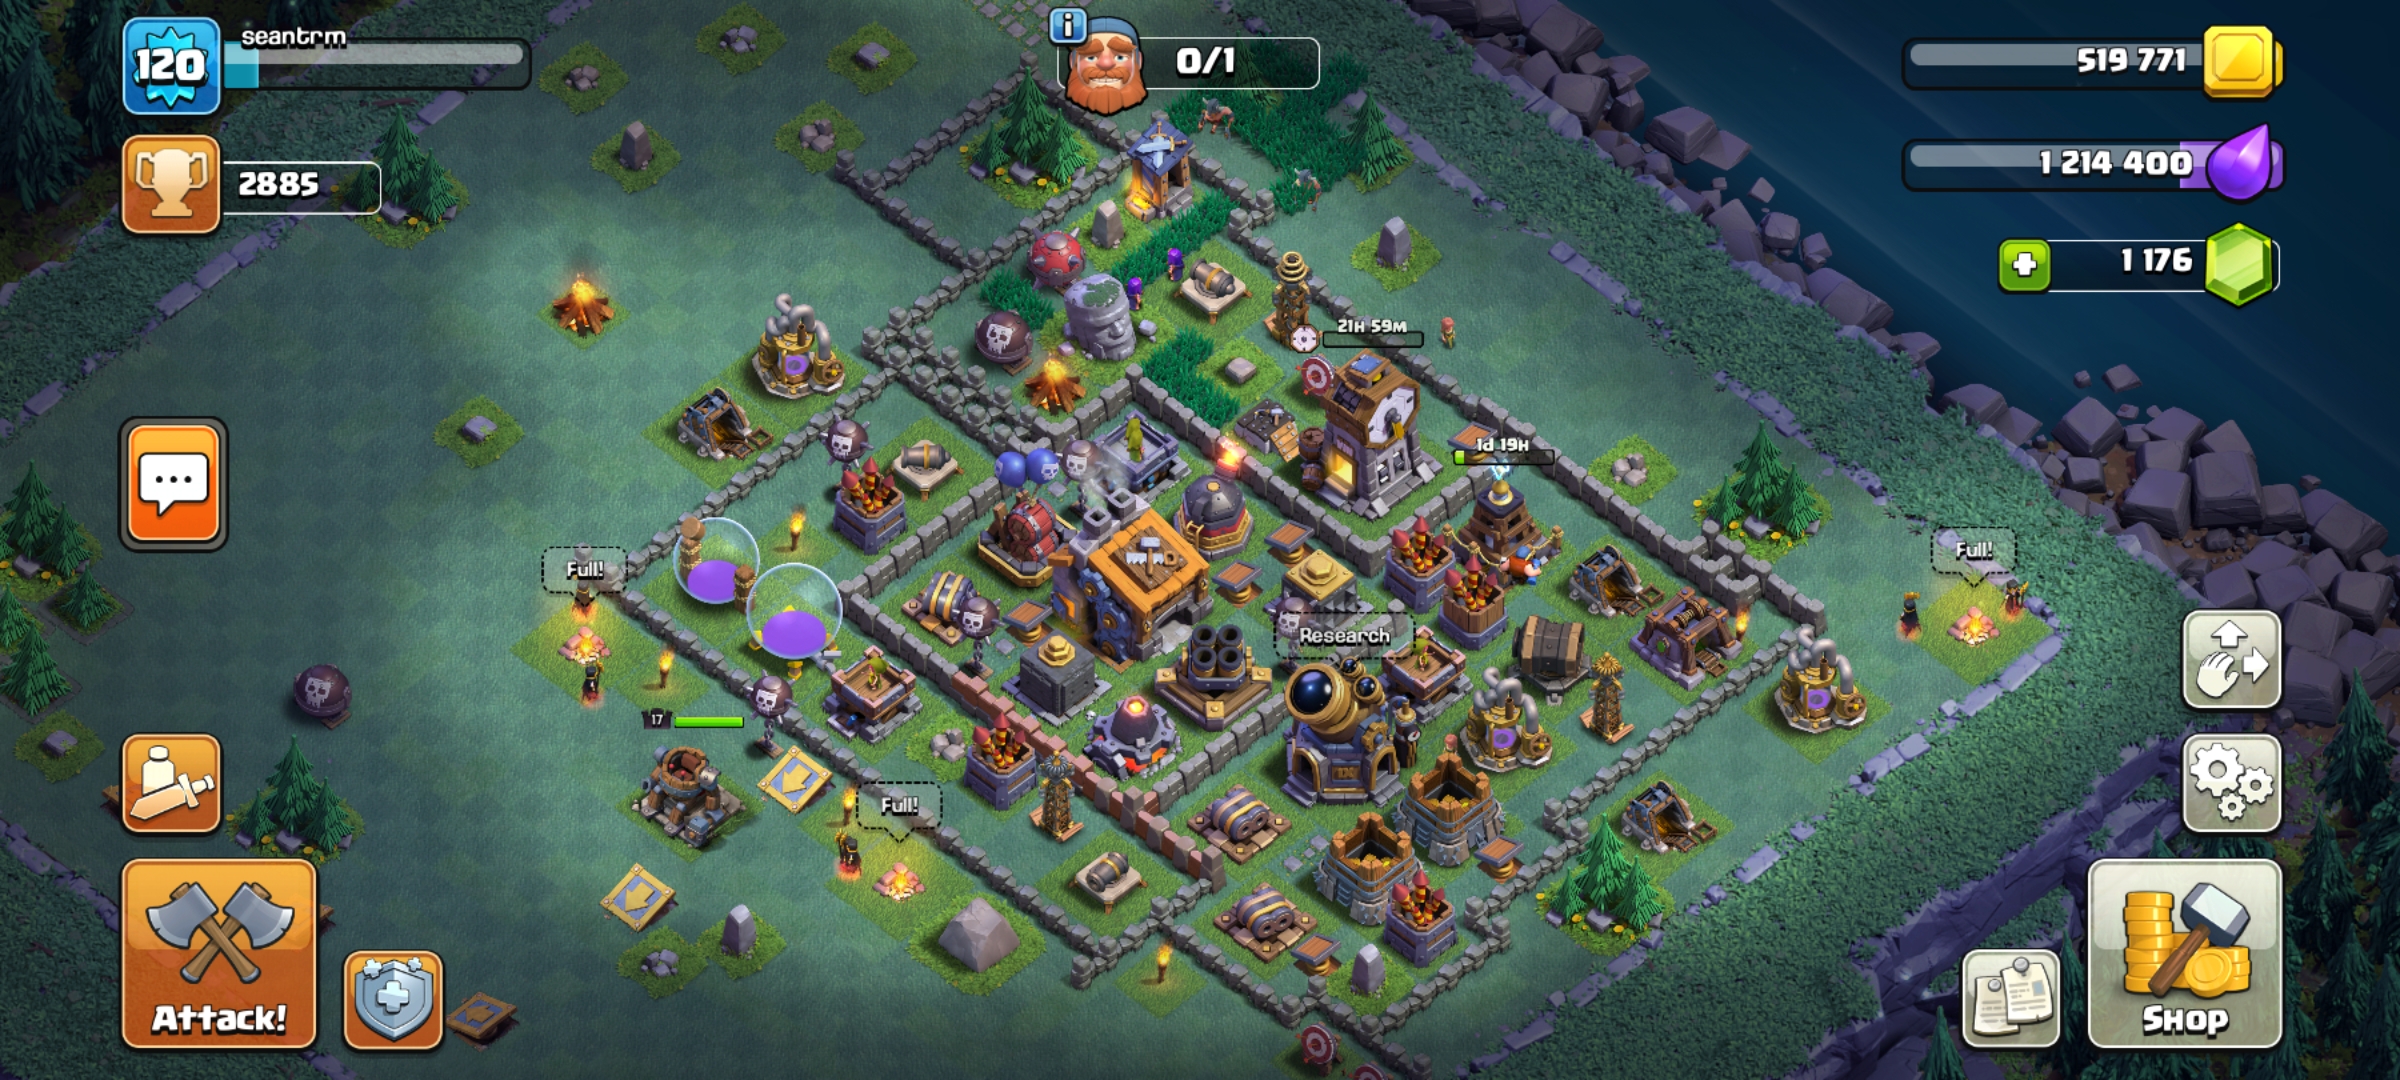 120
seantrm
i
0/1
519 771
2885
1 214 400
1 176
21H 59M
1d 19H
Full!
Full!
Research
17
Full!
Attack!
Shop